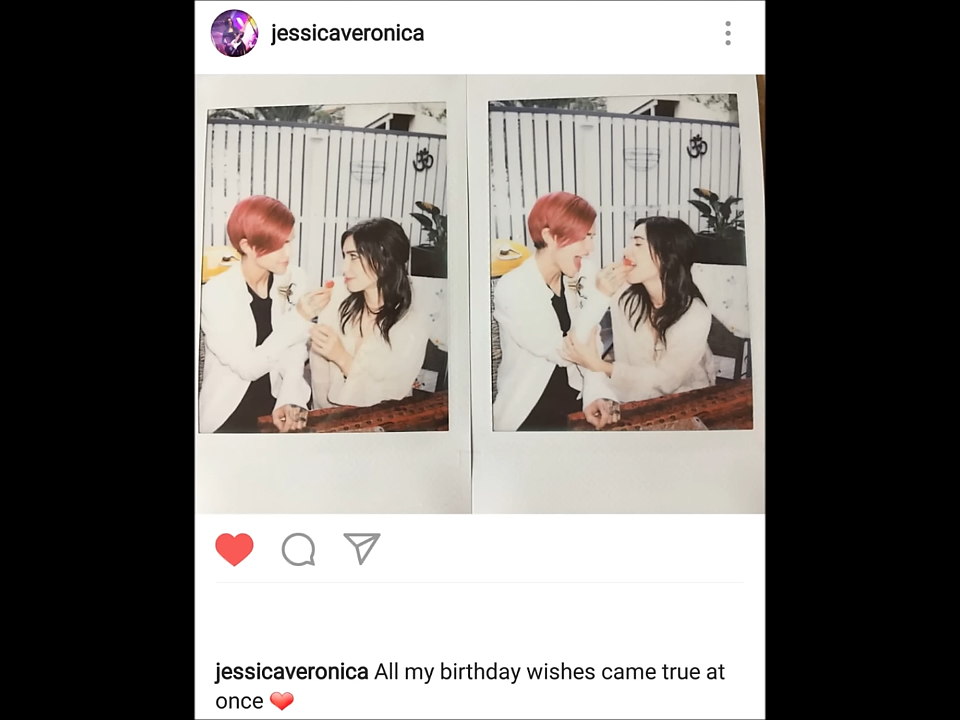 jessicaveronica
ॐ
ॐ
jessicaveronica All my birthday wishes came true at
once ❤